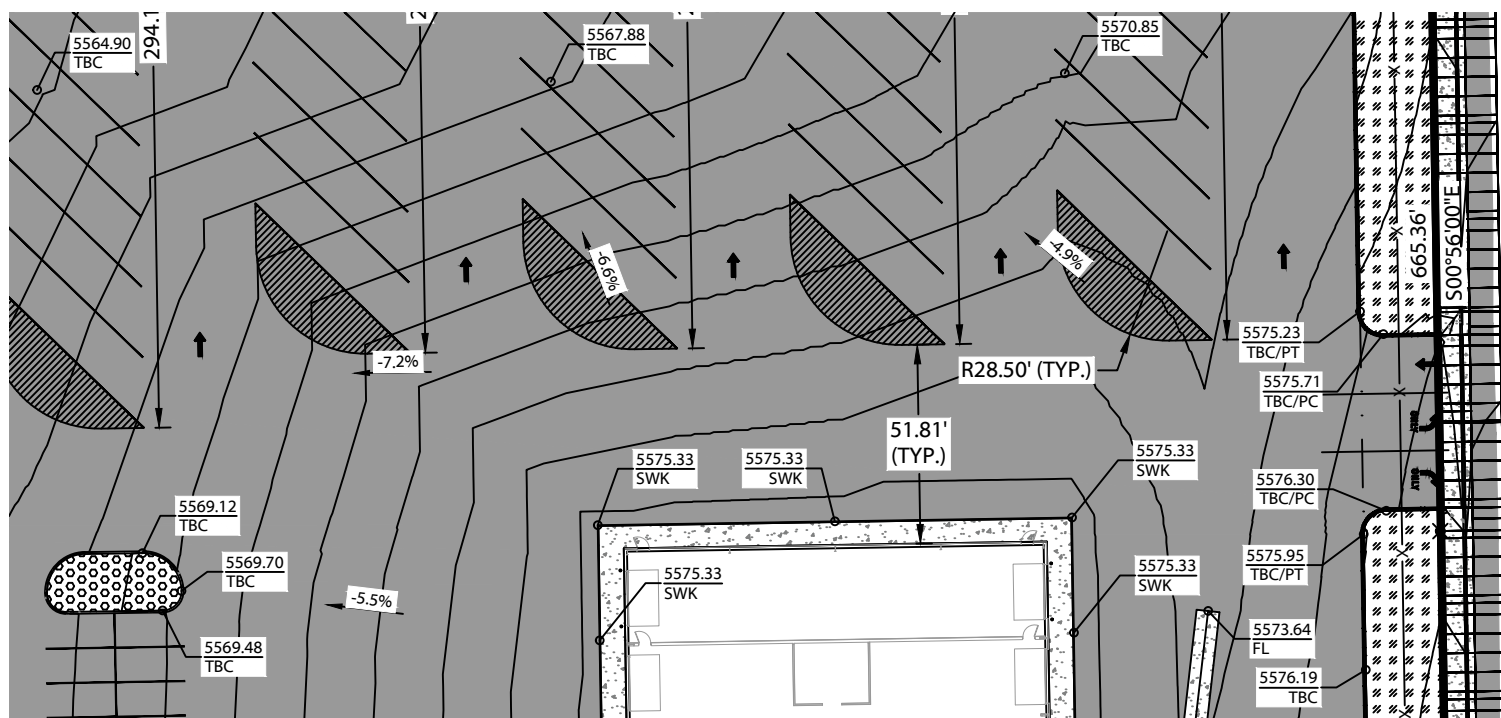 5564.90
TBC
294.1
5567.88
TBC
5570.85
TBC
-6.6%
-4.9%
665.36'
S00°56'00"E
-7.2%
R28.50' (TYP.)
5575.23
TBC/PT
5575.71
TBC/PC
51.81'
(TYP.)
ONLY
5575.33
SWK
5575.33
SWK
5575.33
SWK
5576.30
TBC/PC
ONLY
5569.12
TBC
5569.70
TBC
5575.95
TBC/PT
5575.33
SWK
5575.33
SWK
-5.5%
5573.64
FL
5569.48
TBC
5576.19
TBC